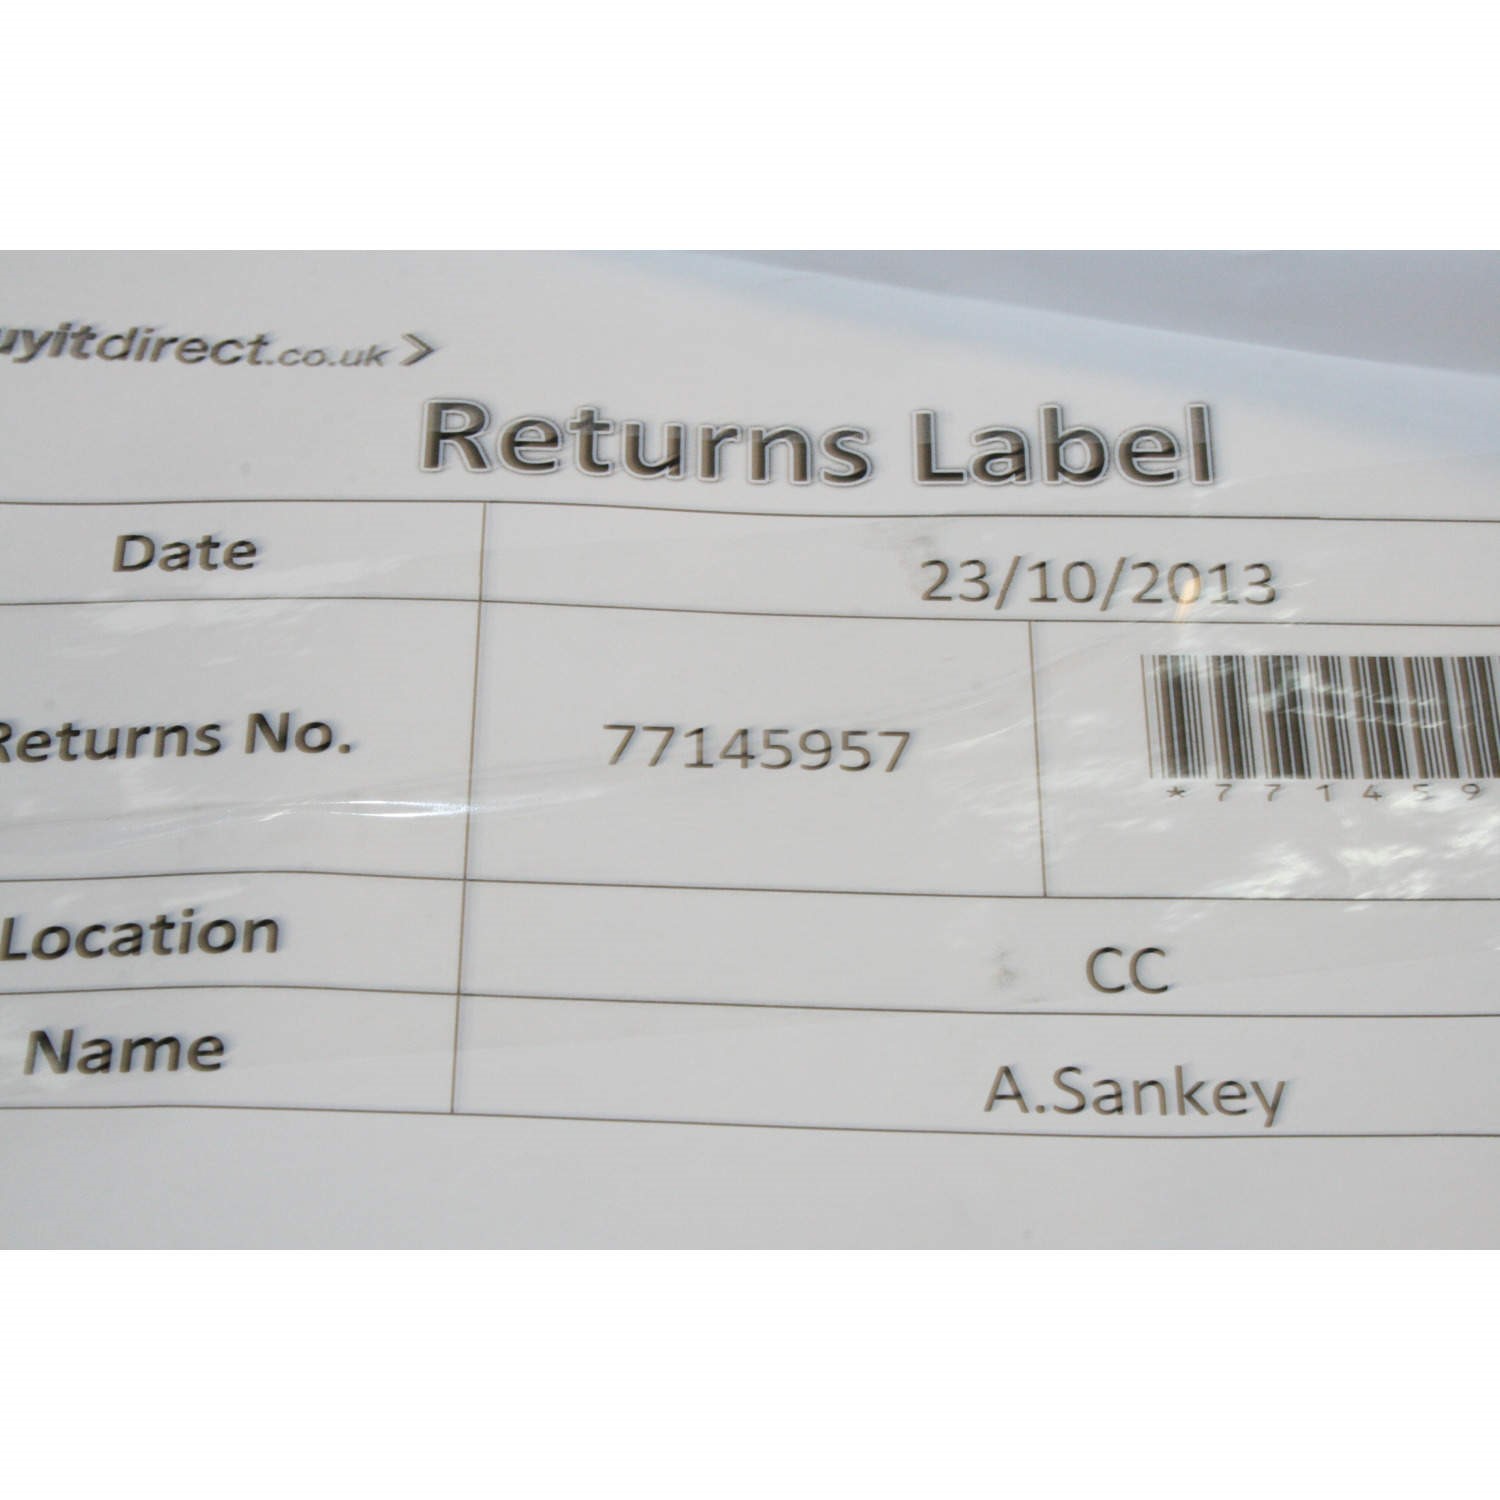 uyitdirect.co.uk >
Returns Label
Date 23/10/2013
Returns No. 77145957
*771459
Location CC
Name A.Sankey